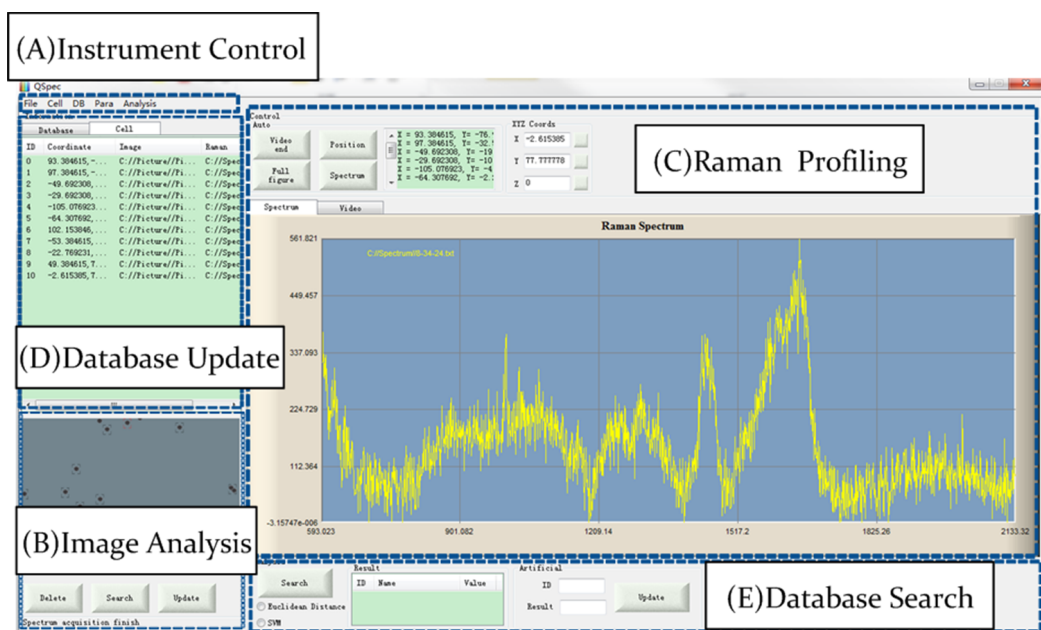 (A)Instrument Control
QSpec
File Cell DB Para Analysis
Database Cell
ID Coordinate Image Raman
0 93.384615,-... C://Picture//Pi... C://Spec
1 97.384615,-... C://Picture//Pi... C://Spec
2 -49.692308,... C://Picture//Pi... C://Spec
3 -29.692308,... C://Picture//Pi... C://Spec
4 -105.076923... C://Picture//Pi... C://Spec
5 -64.307692,... C://Picture//Pi... C://Spec
6 102.153846,... C://Picture//Pi... C://Spec
7 -53.384615,... C://Picture//Pi... C://Spec
8 -22.769231,... C://Picture//Pi... C://Spec
9 49.384615,7... C://Picture//Pi... C://Spec
10 -2.615385,7... C://Picture//Pi... C://Spec
(D)Database Update
(B)Image Analysis
Delete Search Update
Spectrum acquisition finish
Control
Auto
Video end
Position
Full figure
Spectrum
X = 93.384615, Y= -76.
X = 97.384615, Y= -32.
X = -49.692308, Y= -19
X = -29.692308, Y= -10
X = -105.076923, Y= -4
X = -64.307692, Y= -2.
XYZ Coords
X -2.615385
Y 77.777778
Z 0
(C)Raman Profiling
Spectrum Video
Raman Spectrum
C://Spectrum//8-34-24.txt
561.821
449.457
337.093
224.729
112.364
-3.15747e-006
593.023 901.082 1209.14 1517.2 1825.26 2133.32
Search
Euclidean Distance
SVM
Result
ID Name Value
Artificial
ID
Result
Update
(E)Database Search